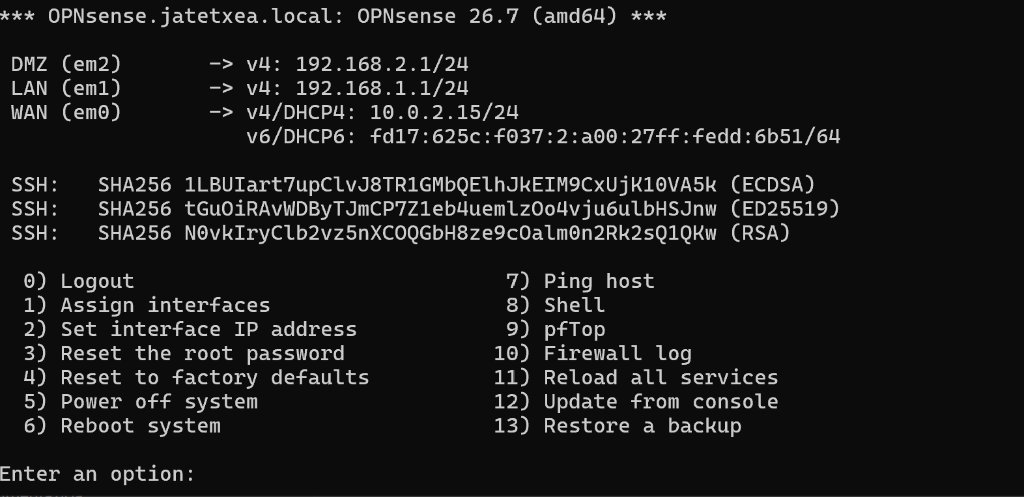 *** OPNsense.jatetxea.local: OPNsense 26.7 (amd64) ***
DMZ (em2) -> v4: 192.168.2.1/24
LAN (em1) -> v4: 192.168.1.1/24
WAN (em0) -> v4/DHCP4: 10.0.2.15/24
v6/DHCP6: fd17:625c:f037:2:a00:27ff:fedd:6b51/64
SSH: SHA256 1LBUIart7upClvJ8TR1GMbQElhJkEIM9CxUjK10VA5k (ECDSA)
SSH: SHA256 tGuOiRAvWDByTJmCP7Z1eb4uemlzOo4vju6ulbHSJnw (ED25519)
SSH: SHA256 N0vkIryClb2vz5nXCOQGbH8ze9cOalm0n2Rk2sQ1QKw (RSA)
0) Logout 7) Ping host
1) Assign interfaces 8) Shell
2) Set interface IP address 9) pfTop
3) Reset the root password 10) Firewall log
4) Reset to factory defaults 11) Reload all services
5) Power off system 12) Update from console
6) Reboot system 13) Restore a backup
Enter an option: